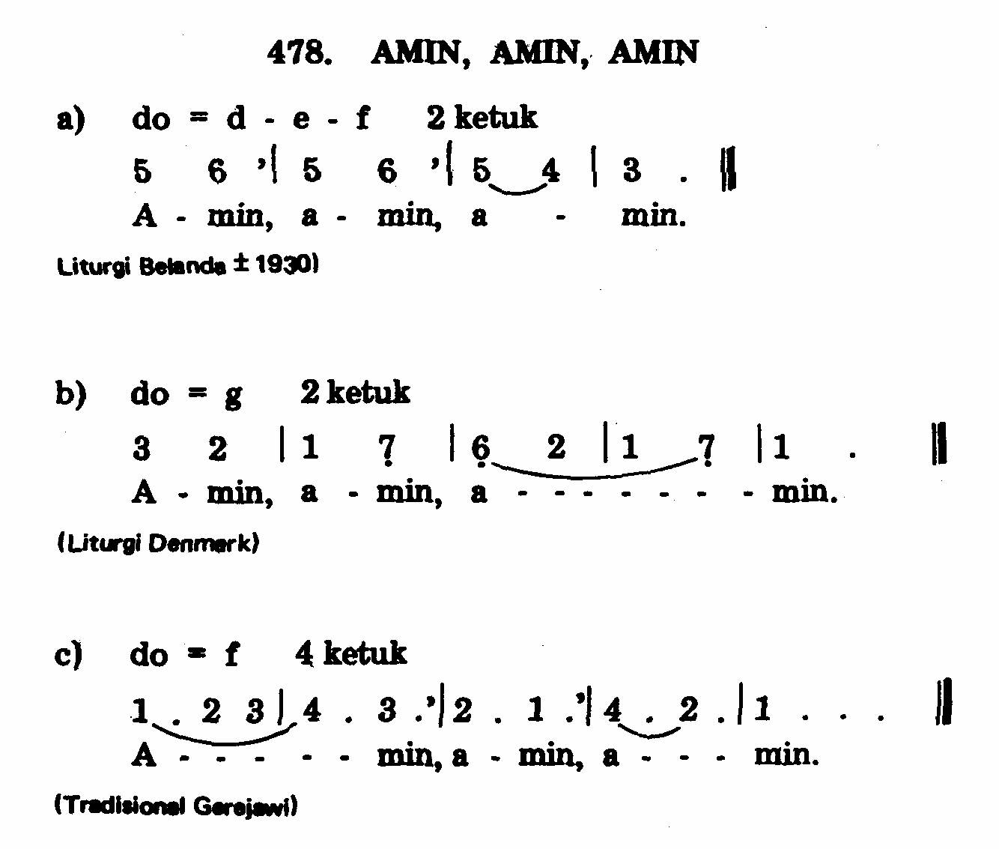 478. AMIN, AMIN, AMIN
a) do = d - e - f 2 ketuk
5 6 ’| 5 6 ’| 5 4 | 3 . ||
A - min, a - min, a - min.
Liturgi Belanda ± 1930)
b) do = g 2 ketuk
3 2 | 1 7̣ | 6̣ 2 | 1 7̣ | 1 . ||
A - min, a - min, a - - - - - - - min.
(Liturgi Denmark)
c) do = f 4 ketuk
1 . 2 3 | 4 . 3 . ’| 2 . 1 . ’| 4 . 2 . | 1 . . . ||
A - - - - - min, a - min, a - - - min.
(Tradisional Gerejawi)